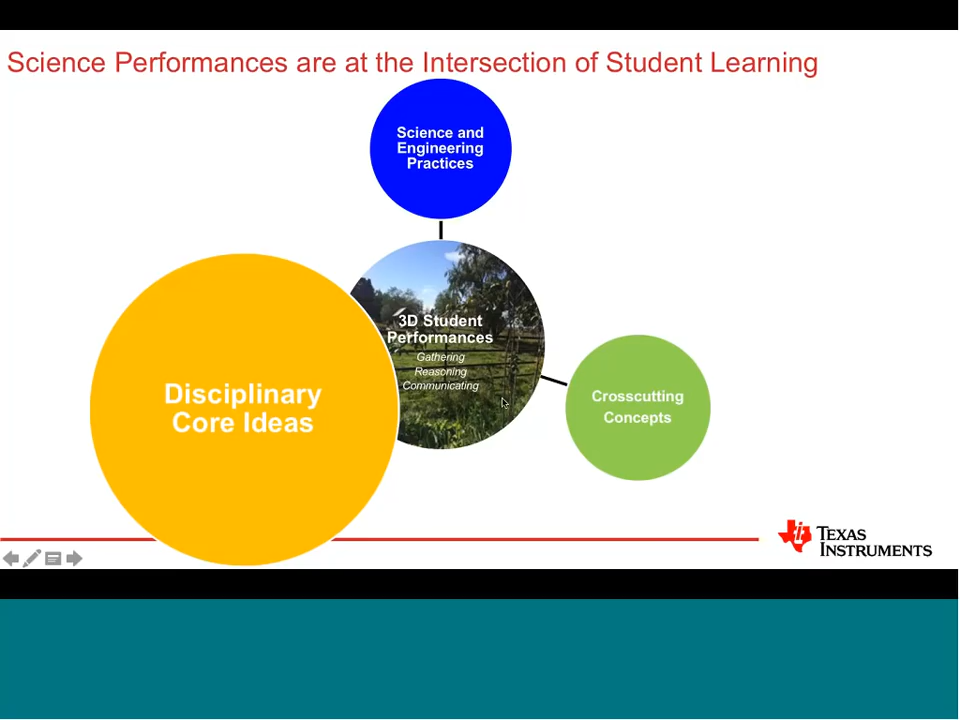 Science Performances are at the Intersection of Student Learning
Science and
Engineering
Practices
3D Student
Performances
Gathering
Reasoning
Communicating
Disciplinary
Core Ideas
Crosscutting
Concepts
TEXAS
INSTRUMENTS